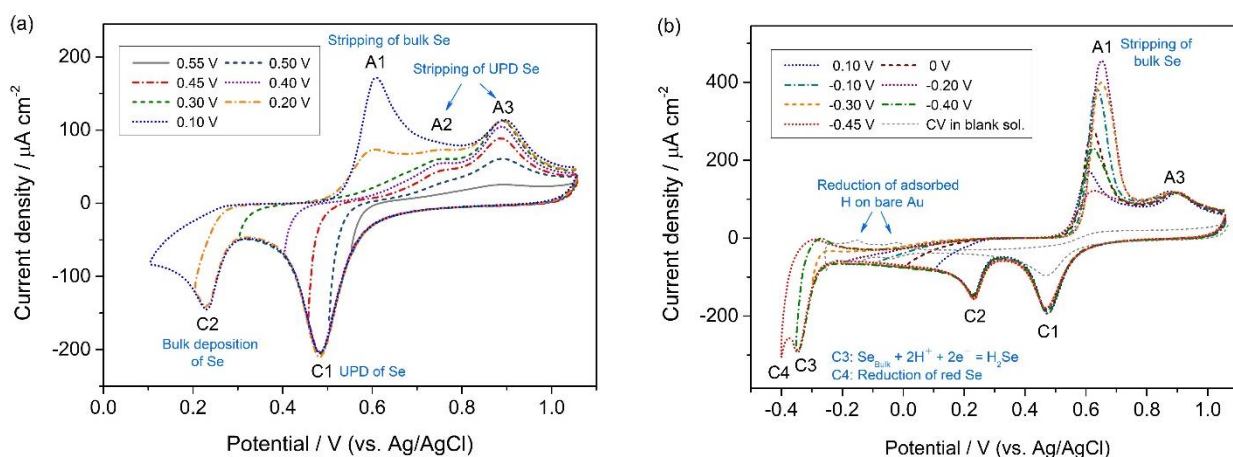 (a)
Stripping of bulk Se
A1
Stripping of UPD Se
A2
A3
0.55 V
0.50 V
0.45 V
0.40 V
0.30 V
0.20 V
0.10 V
200
100
0
-100
-200
Current density / μA cm⁻²
C2
Bulk deposition
of Se
C1
UPD of Se
0.0
0.2
0.4
0.6
0.8
1.0
Potential / V (vs. Ag/AgCl)
(b)
A1
Stripping of
bulk Se
0.10 V
0 V
-0.10 V
-0.20 V
-0.30 V
-0.40 V
-0.45 V
CV in blank sol.
Reduction of adsorbed
H on bare Au
A3
400
200
0
-200
Current density / μA cm⁻²
C2
C1
C4
C3
C3: Se_Bulk + 2H⁺ + 2e⁻ = H₂Se
C4: Reduction of red Se
-0.4
-0.2
0.0
0.2
0.4
0.6
0.8
1.0
Potential / V (vs. Ag/AgCl)